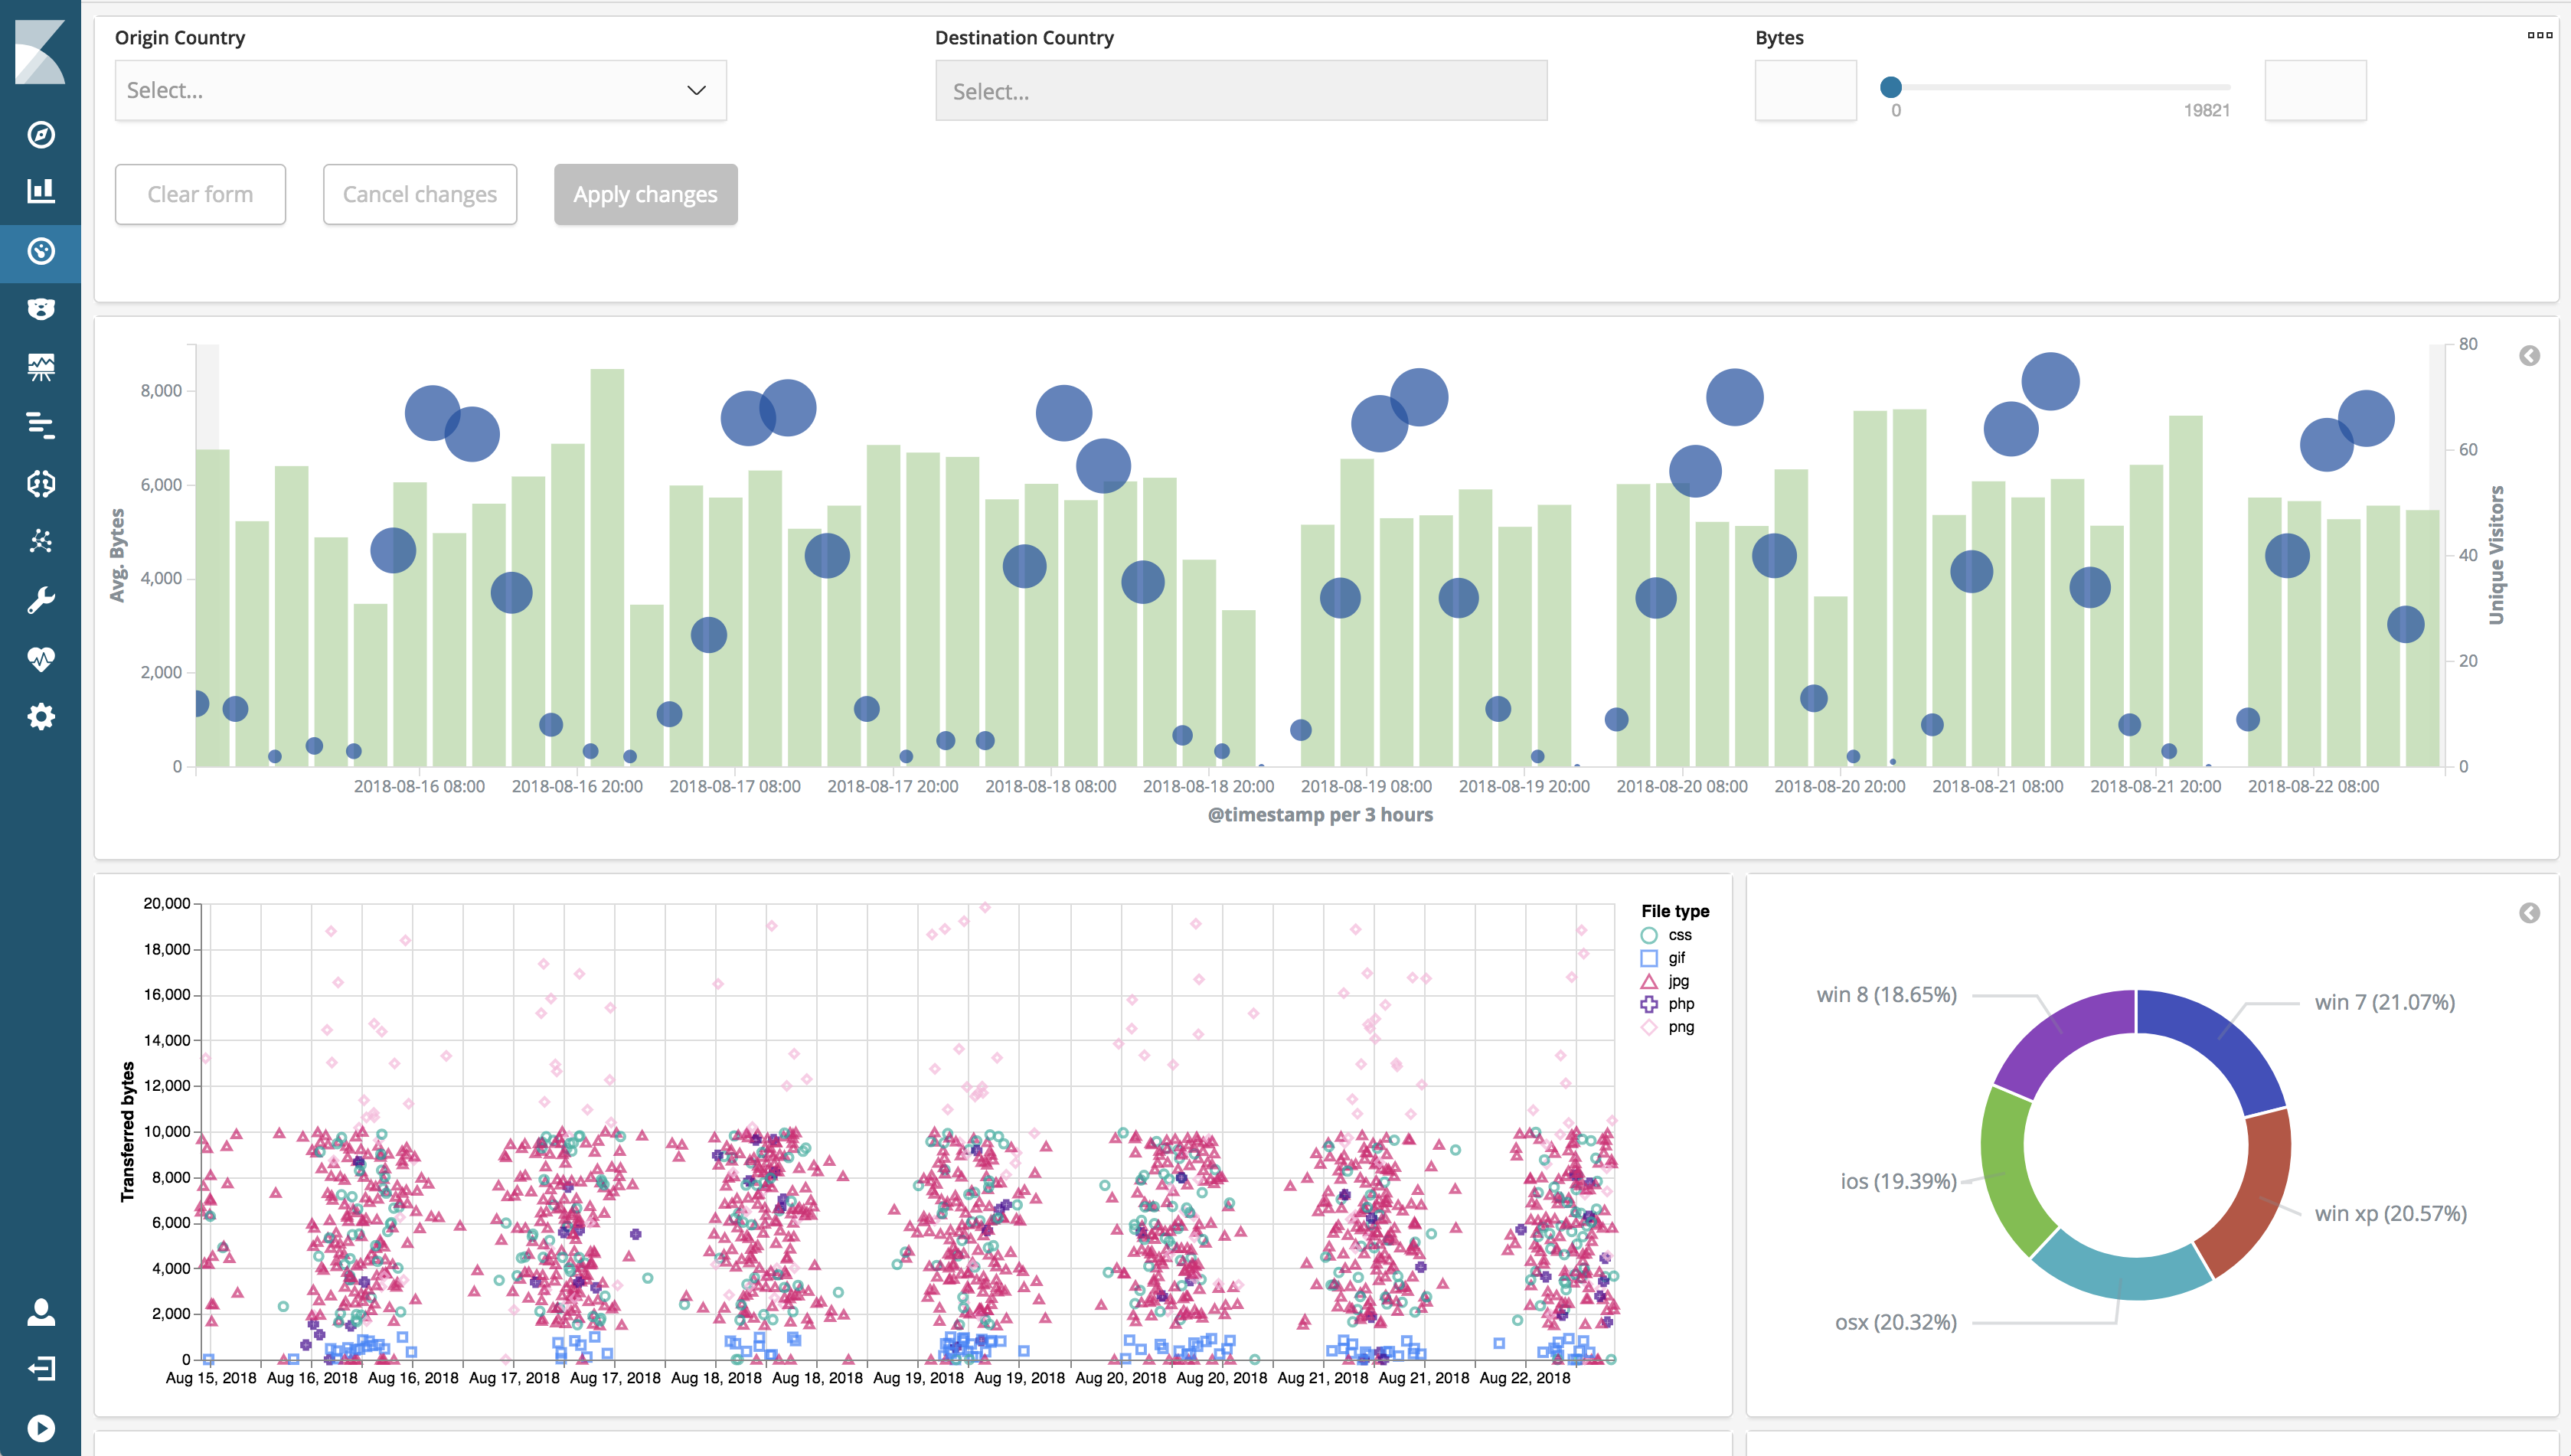 Origin Country
Destination Country
Bytes
Select...
Select...
0
19821
Clear form
Cancel changes
Apply changes
8,000
6,000
4,000
2,000
0
Avg. Bytes
80
60
40
20
0
Unique Visitors
2018-08-16 08:00
2018-08-16 20:00
2018-08-17 08:00
2018-08-17 20:00
2018-08-18 08:00
2018-08-18 20:00
2018-08-19 08:00
2018-08-19 20:00
2018-08-20 08:00
2018-08-20 20:00
2018-08-21 08:00
2018-08-21 20:00
2018-08-22 08:00
@timestamp per 3 hours
20,000
18,000
16,000
14,000
12,000
10,000
8,000
6,000
4,000
2,000
0
Transferred bytes
Aug 15, 2018
Aug 16, 2018
Aug 16, 2018
Aug 17, 2018
Aug 17, 2018
Aug 18, 2018
Aug 18, 2018
Aug 19, 2018
Aug 19, 2018
Aug 20, 2018
Aug 20, 2018
Aug 21, 2018
Aug 21, 2018
Aug 22, 2018
File type
css
gif
jpg
php
png
win 8 (18.65%)
win 7 (21.07%)
ios (19.39%)
win xp (20.57%)
osx (20.32%)